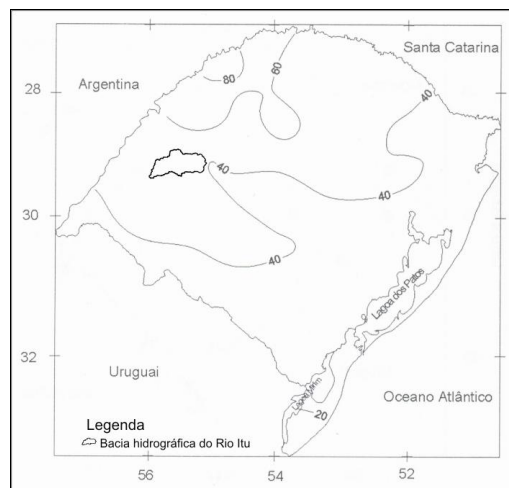 Santa Catarina
28
Argentina
80
60
40
40
40
30
40
Lagoa dos Patos
32
Uruguai
Lagoa Mirim
20
Oceano Atlântico
Legenda
Bacia hidrográfica do Rio Itu
56
54
52